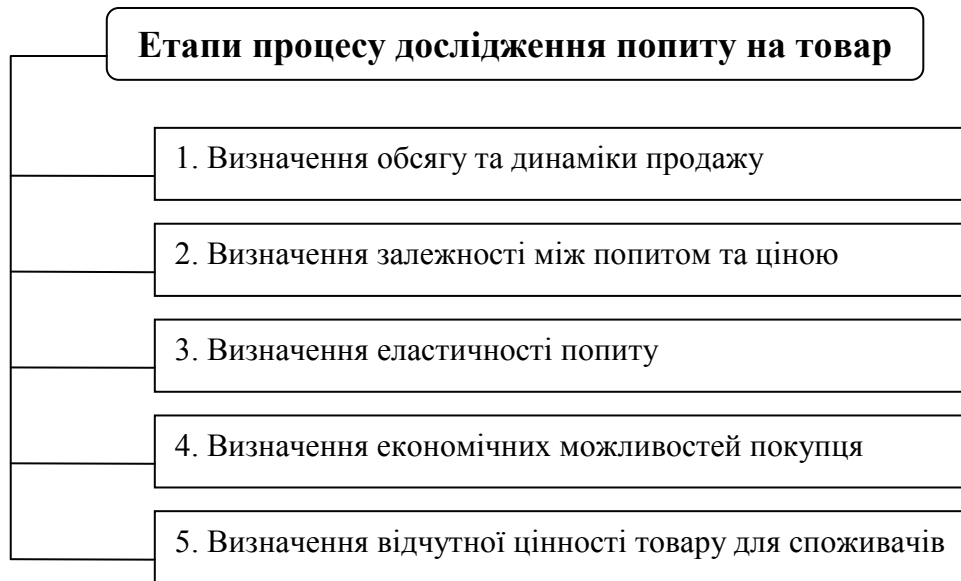 Етапи процесу дослідження попиту на товар
1. Визначення обсягу та динаміки продажу
2. Визначення залежності між попитом та ціною
3. Визначення еластичності попиту
4. Визначення економічних можливостей покупця
5. Визначення відчутної цінності товару для споживачів